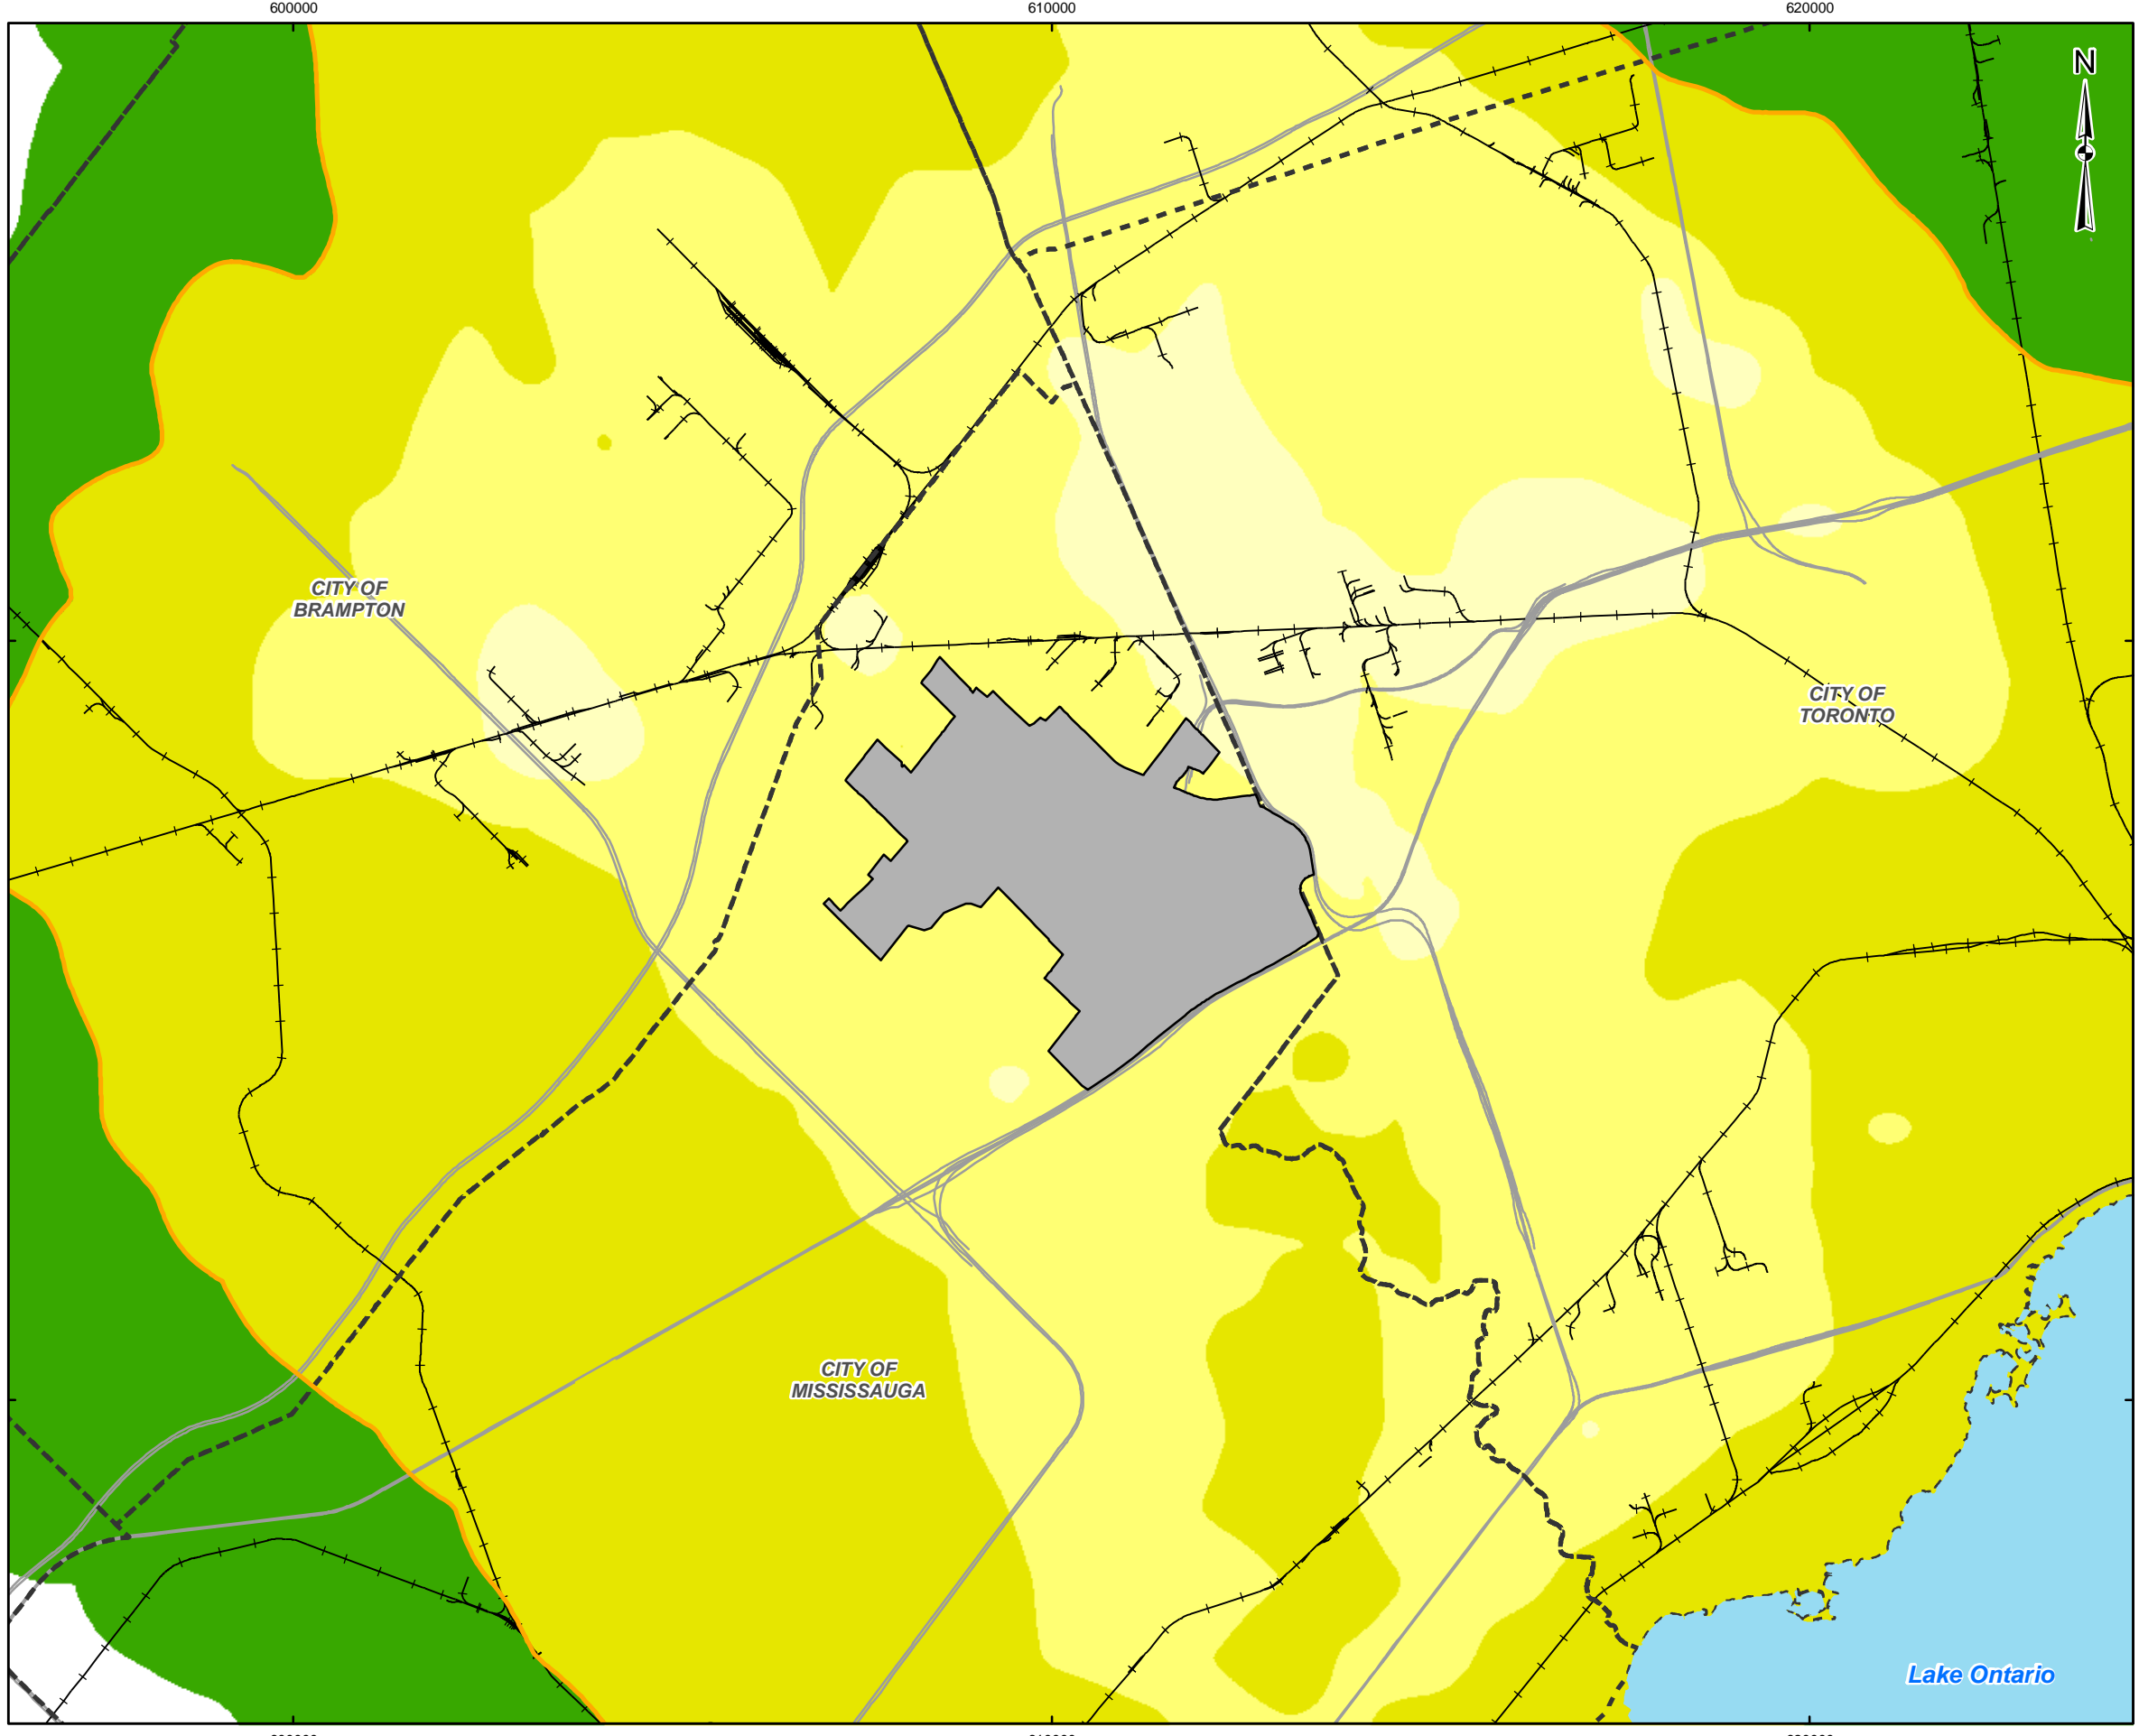 600000 610000 620000
N
CITY OF
BRAMPTON
CITY OF
TORONTO
CITY OF
MISSISSAUGA
Lake Ontario